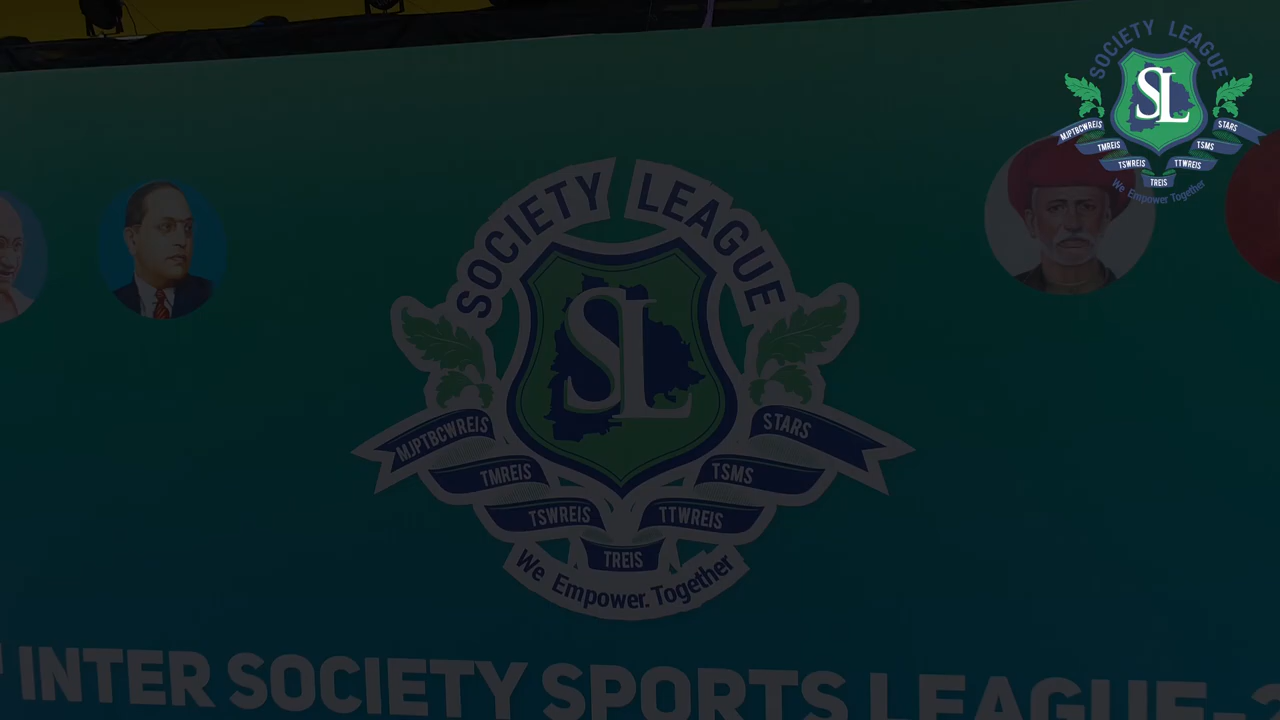 SOCIETY LEAGUE
SL
MJPTBCWREIS
STARS
TMREIS
TSMS
TSWREIS
TTWREIS
TREIS
We Empower Together
SOCIETY LEAGUE
SL
MJPTBCWREIS
STARS
TMREIS
TSMS
TSWREIS
TTWREIS
TREIS
We Empower. Together
INTER SOCIETY SPORTS LEAGUE-